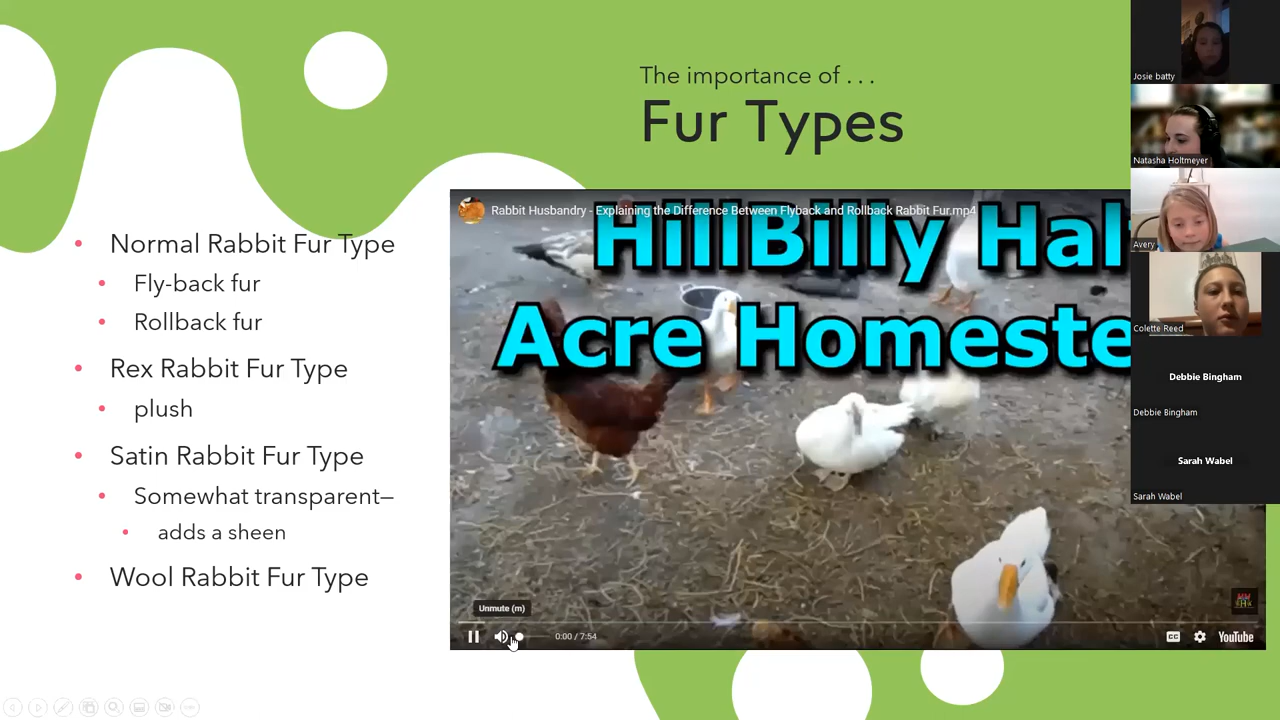 The importance of . . .
Fur Types
Normal Rabbit Fur Type
Fly-back fur
Rollback fur
Rex Rabbit Fur Type
plush
Satin Rabbit Fur Type
Somewhat transparent—
adds a sheen
Wool Rabbit Fur Type
Rabbit Husbandry - Explaining the Difference Between Flyback and Rollback Rabbit Fur.mp4
HillBilly Hal
Acre Homeste
Unmute (m)
0:00 / 7:54
CC
YouTube
Josie batty
Natasha Holtmeyer
Avery
Colette Reed
Debbie Bingham
Debbie Bingham
Sarah Wabel
Sarah Wabel